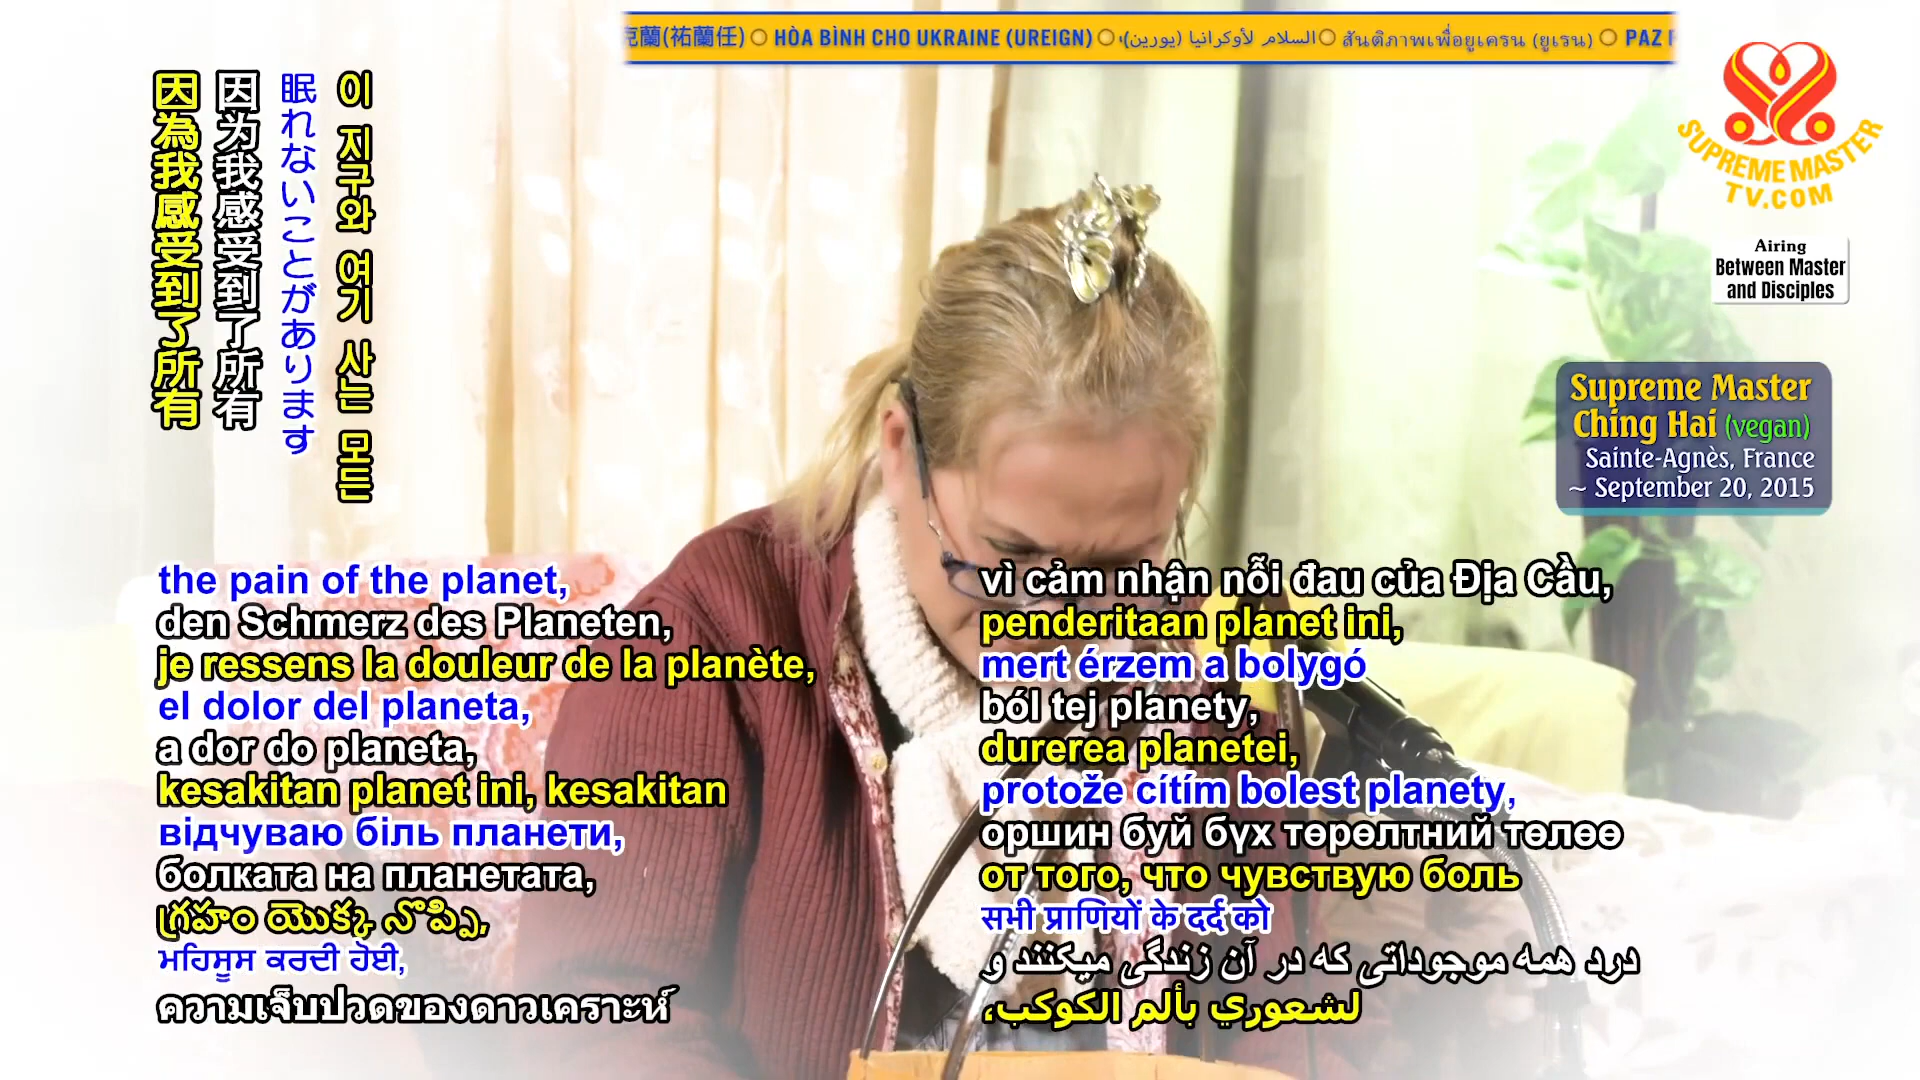 克蘭(祐蘭任) HÒA BÌNH CHO UKRAINE (UREIGN) السلام لأوكرانيا (يورين)، สันติภาพเพื่อยูเครน (ยูเรน) PAZ
SUPREME MASTER
TV.COM
Airing
Between Master
and Disciples
Supreme Master
Ching Hai (vegan)
Sainte-Agnès, France
~ September 20, 2015
因為我感受到了所有
因为我感受到了所有
眠れないことがあります
이 지구와 여기 사는 모든
the pain of the planet,
den Schmerz des Planeten,
je ressens la douleur de la planète,
el dolor del planeta,
a dor do planeta,
kesakitan planet ini, kesakitan
відчуваю біль планети,
болката на планетата,
గ్రహం యొక్క నొప్పి,
ਮਹਿਸੂਸ ਕਰਦੀ ਹੋਈ,
ความเจ็บปวดของดาวเคราะห์
vì cảm nhận nỗi đau của Địa Cầu,
penderitaan planet ini,
mert érzem a bolygó
ból tej planety,
durerea planetei,
protože cítím bolest planety,
оршин буй бүх төрөлтний төлөө
от того, что чувствую боль
सभी प्राणियों के दर्द को
درد همه موجوداتی که در آن زندگی میکنند و
لشعوري بألم الكوكب،